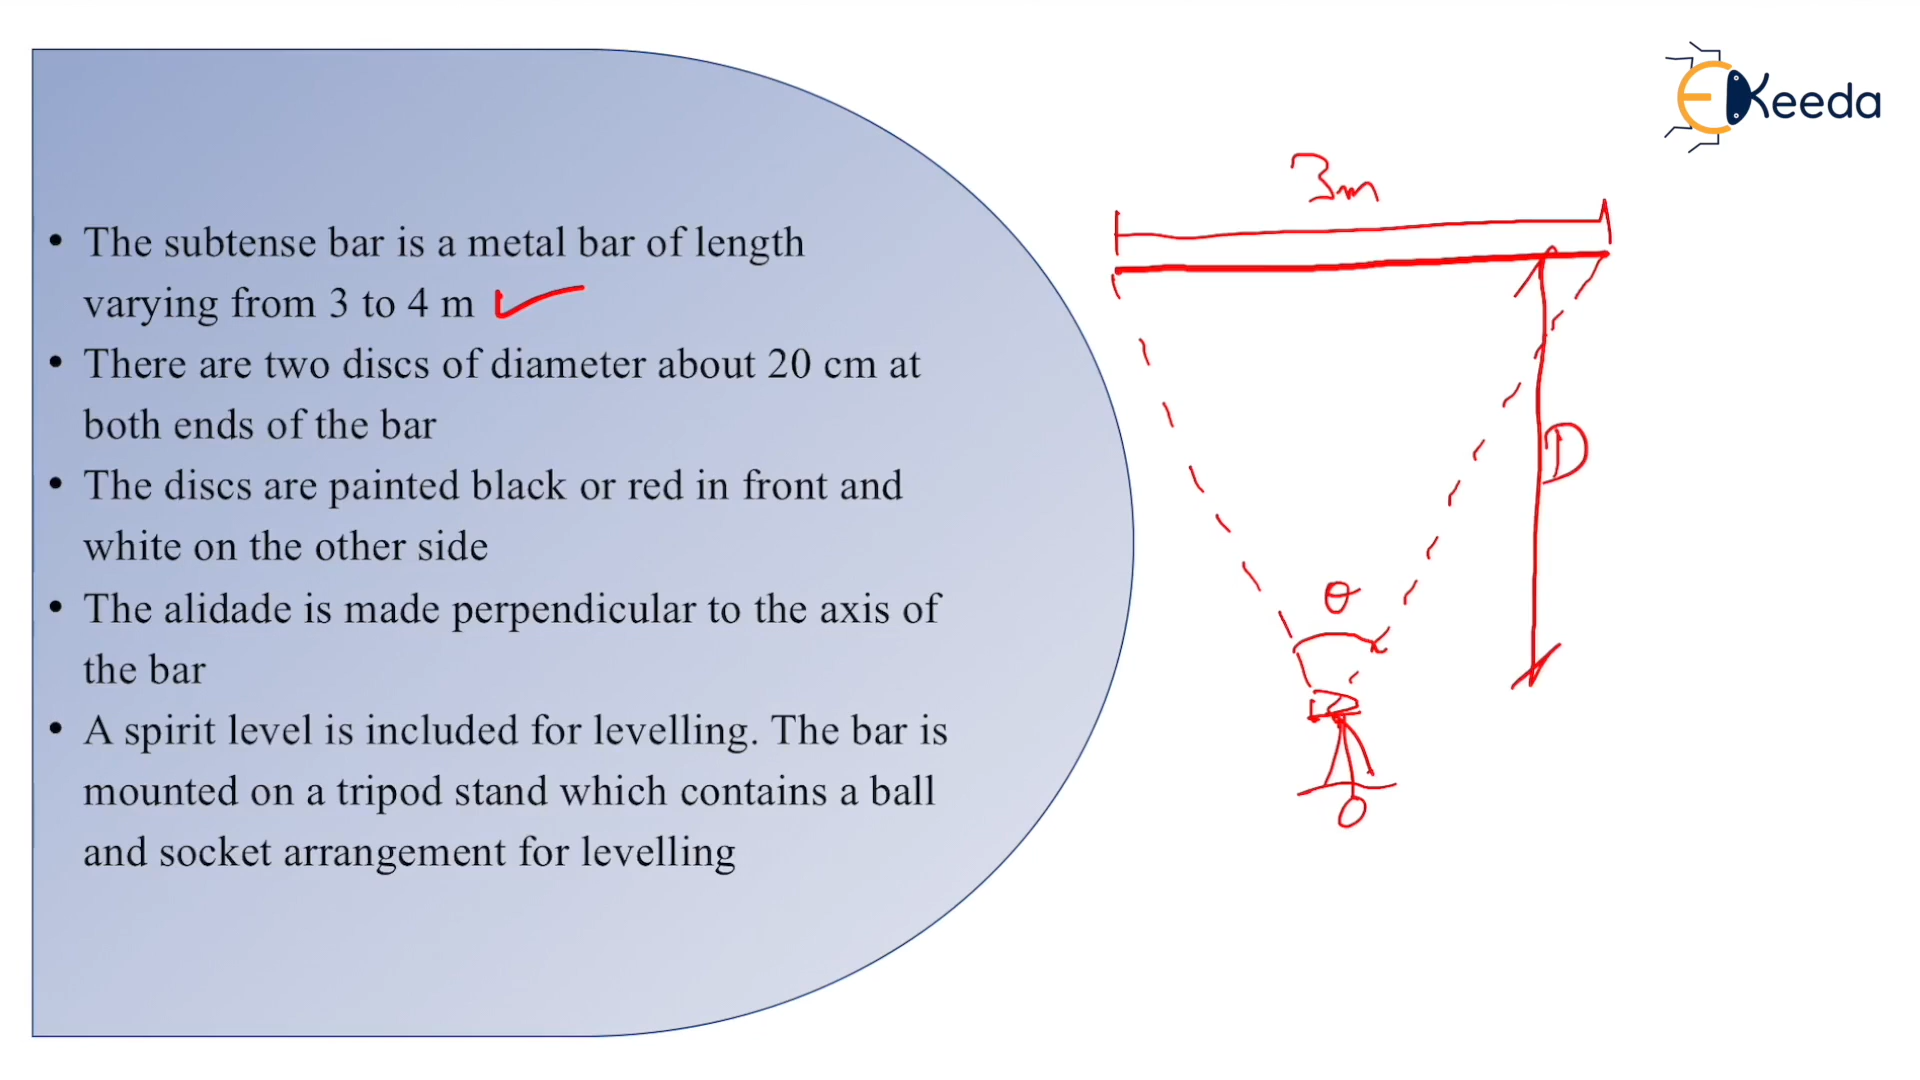 EKeeda
3m
• The subtense bar is a metal bar of length
varying from 3 to 4 m
• There are two discs of diameter about 20 cm at
both ends of the bar
• The discs are painted black or red in front and
white on the other side
• The alidade is made perpendicular to the axis of
the bar
• A spirit level is included for levelling. The bar is
mounted on a tripod stand which contains a ball
and socket arrangement for levelling
D
θ
O